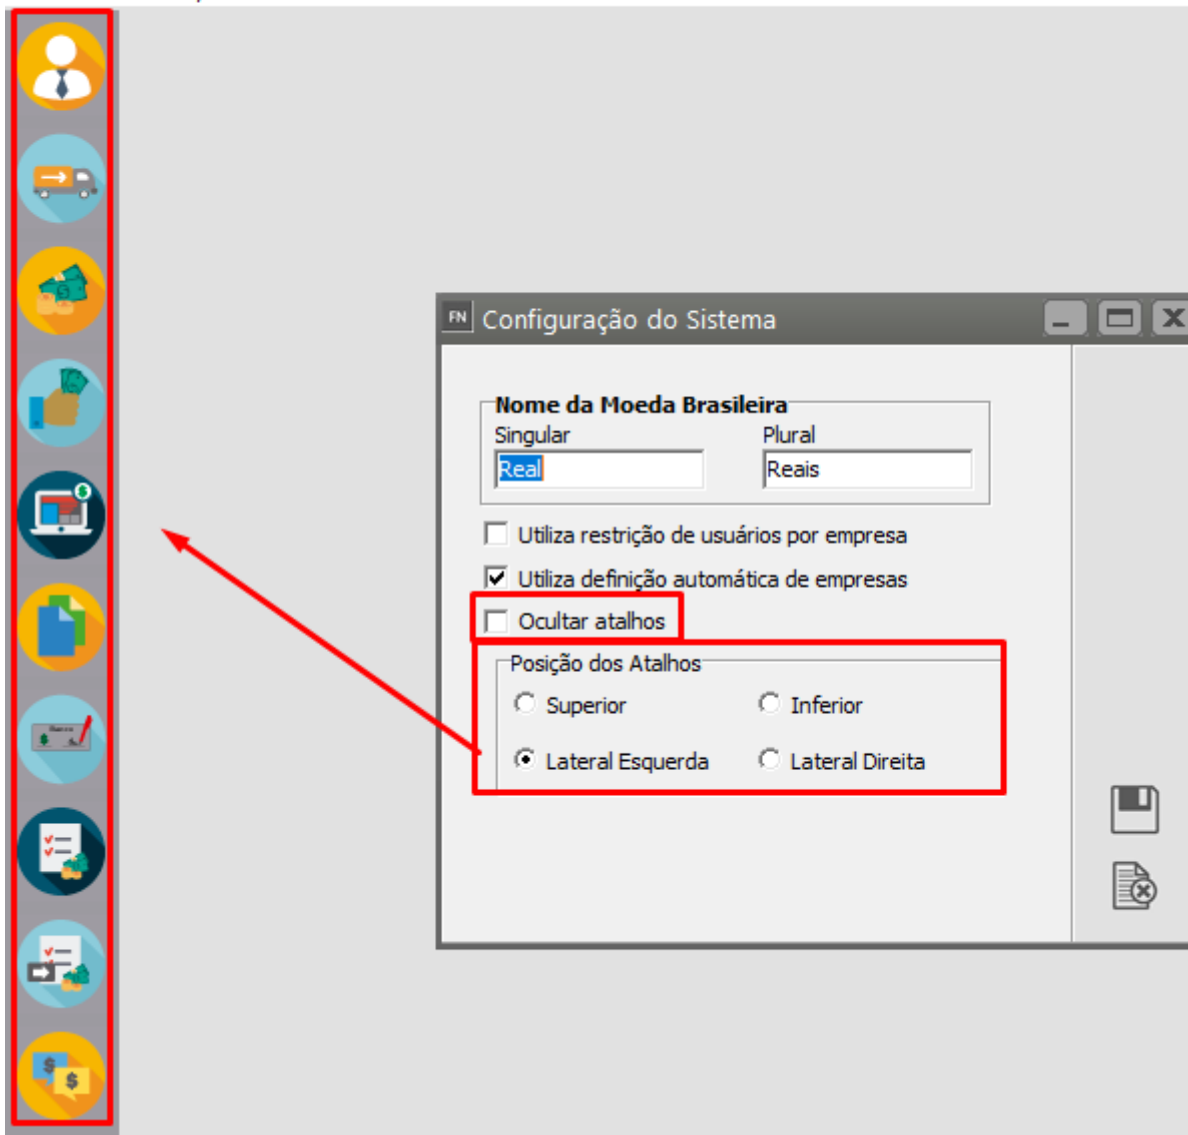 FN Configuração do Sistema
Nome da Moeda Brasileira
Singular Plural
Real Reais
Utiliza restrição de usuários por empresa
Utiliza definição automática de empresas
Ocultar atalhos
Posição dos Atalhos
Superior Inferior
Lateral Esquerda Lateral Direita